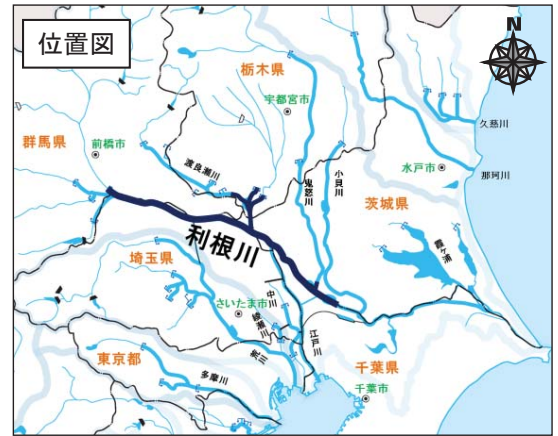 位置図
N
栃木県
宇都宮市
久慈川
群馬県
前橋市
渡良瀬川
鬼怒川
小貝川
水戸市
那珂川
茨城県
利根川
霞ヶ浦
埼玉県
さいたま市
中川
綾瀬川
江戸川
荒川
東京都
多摩川
千葉県
千葉市